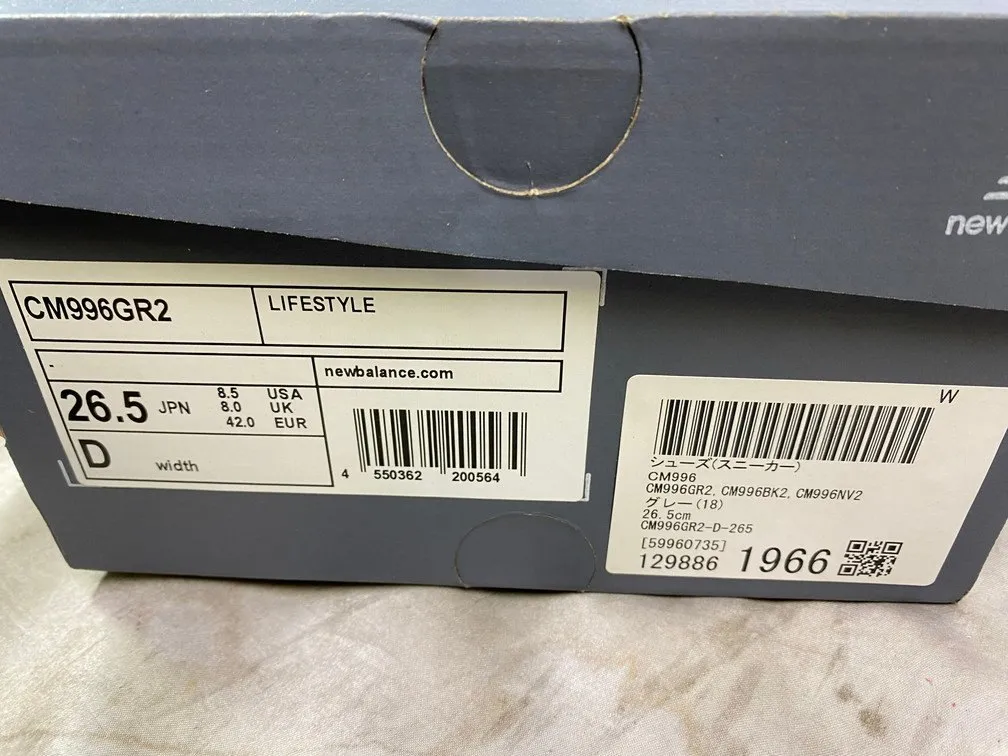 new
CM996GR2
LIFESTYLE
-
newbalance.com
26.5 JPN
8.5 USA
8.0 UK
42.0 EUR
D width
4 550362 200564
W
シューズ(スニーカー)
CM996
CM996GR2, CM996BK2, CM996NV2
グレー(18)
26.5cm
CM996GR2-D-265
[59960735]
129886 1966